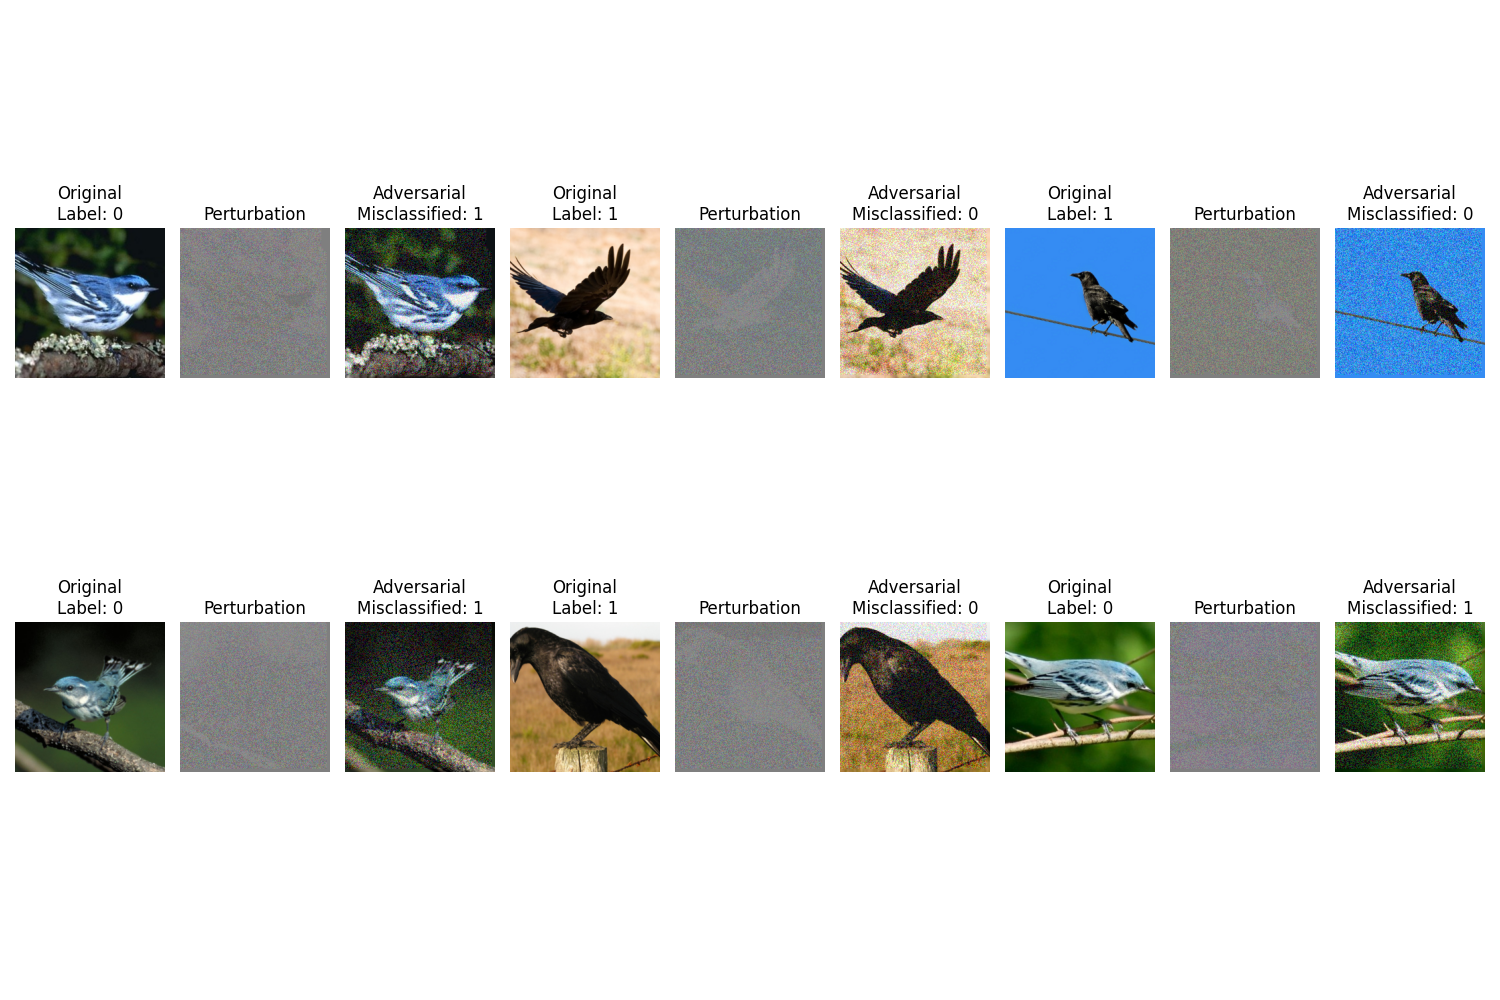 Original
Label: 0
Perturbation
Adversarial
Misclassified: 1
Original
Label: 1
Perturbation
Adversarial
Misclassified: 0
Original
Label: 1
Perturbation
Adversarial
Misclassified: 0
Original
Label: 0
Perturbation
Adversarial
Misclassified: 1
Original
Label: 1
Perturbation
Adversarial
Misclassified: 0
Original
Label: 0
Perturbation
Adversarial
Misclassified: 1